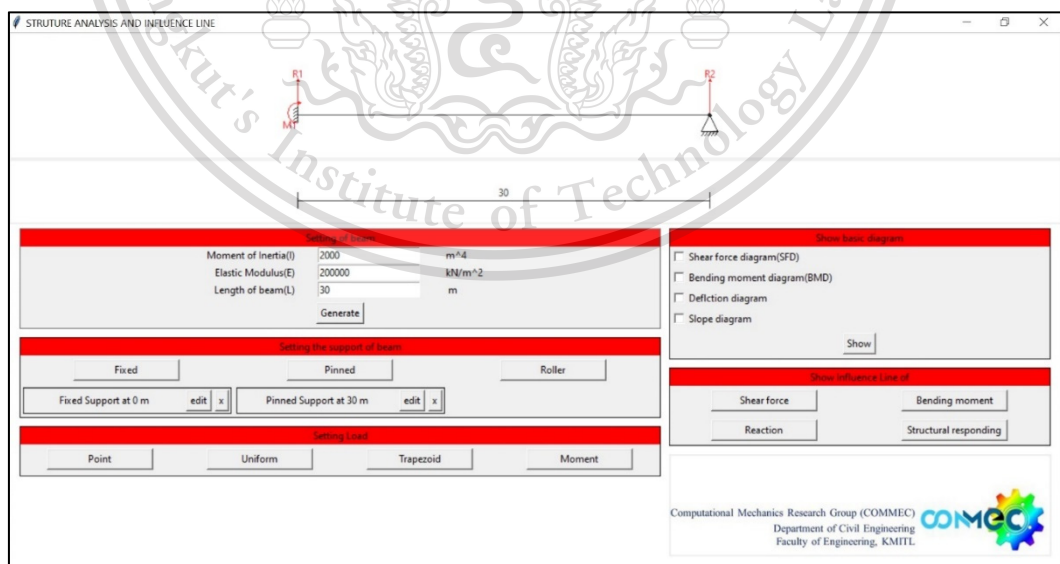 STRUTURE ANALYSIS AND INFLUENCE LINE
R1
R2
M1
30
Setting of beam
Moment of Inertia(I) 2000 m^4
Elastic Modulus(E) 200000 kN/m^2
Length of beam(L) 30 m
Generate
Setting the support of beam
Fixed Pinned Roller
Fixed Support at 0 m edit x Pinned Support at 30 m edit x
Setting Load
Point Uniform Trapezoid Moment
Show basic diagram
Shear force diagram(SFD)
Bending moment diagram(BMD)
Deflction diagram
Slope diagram
Show
Show Influence Line of
Shear force Bending moment
Reaction Structural responding
Computational Mechanics Research Group (COMMEC)
Department of Civil Engineering
Faculty of Engineering, KMITL
COMMEC
Institute of Technology